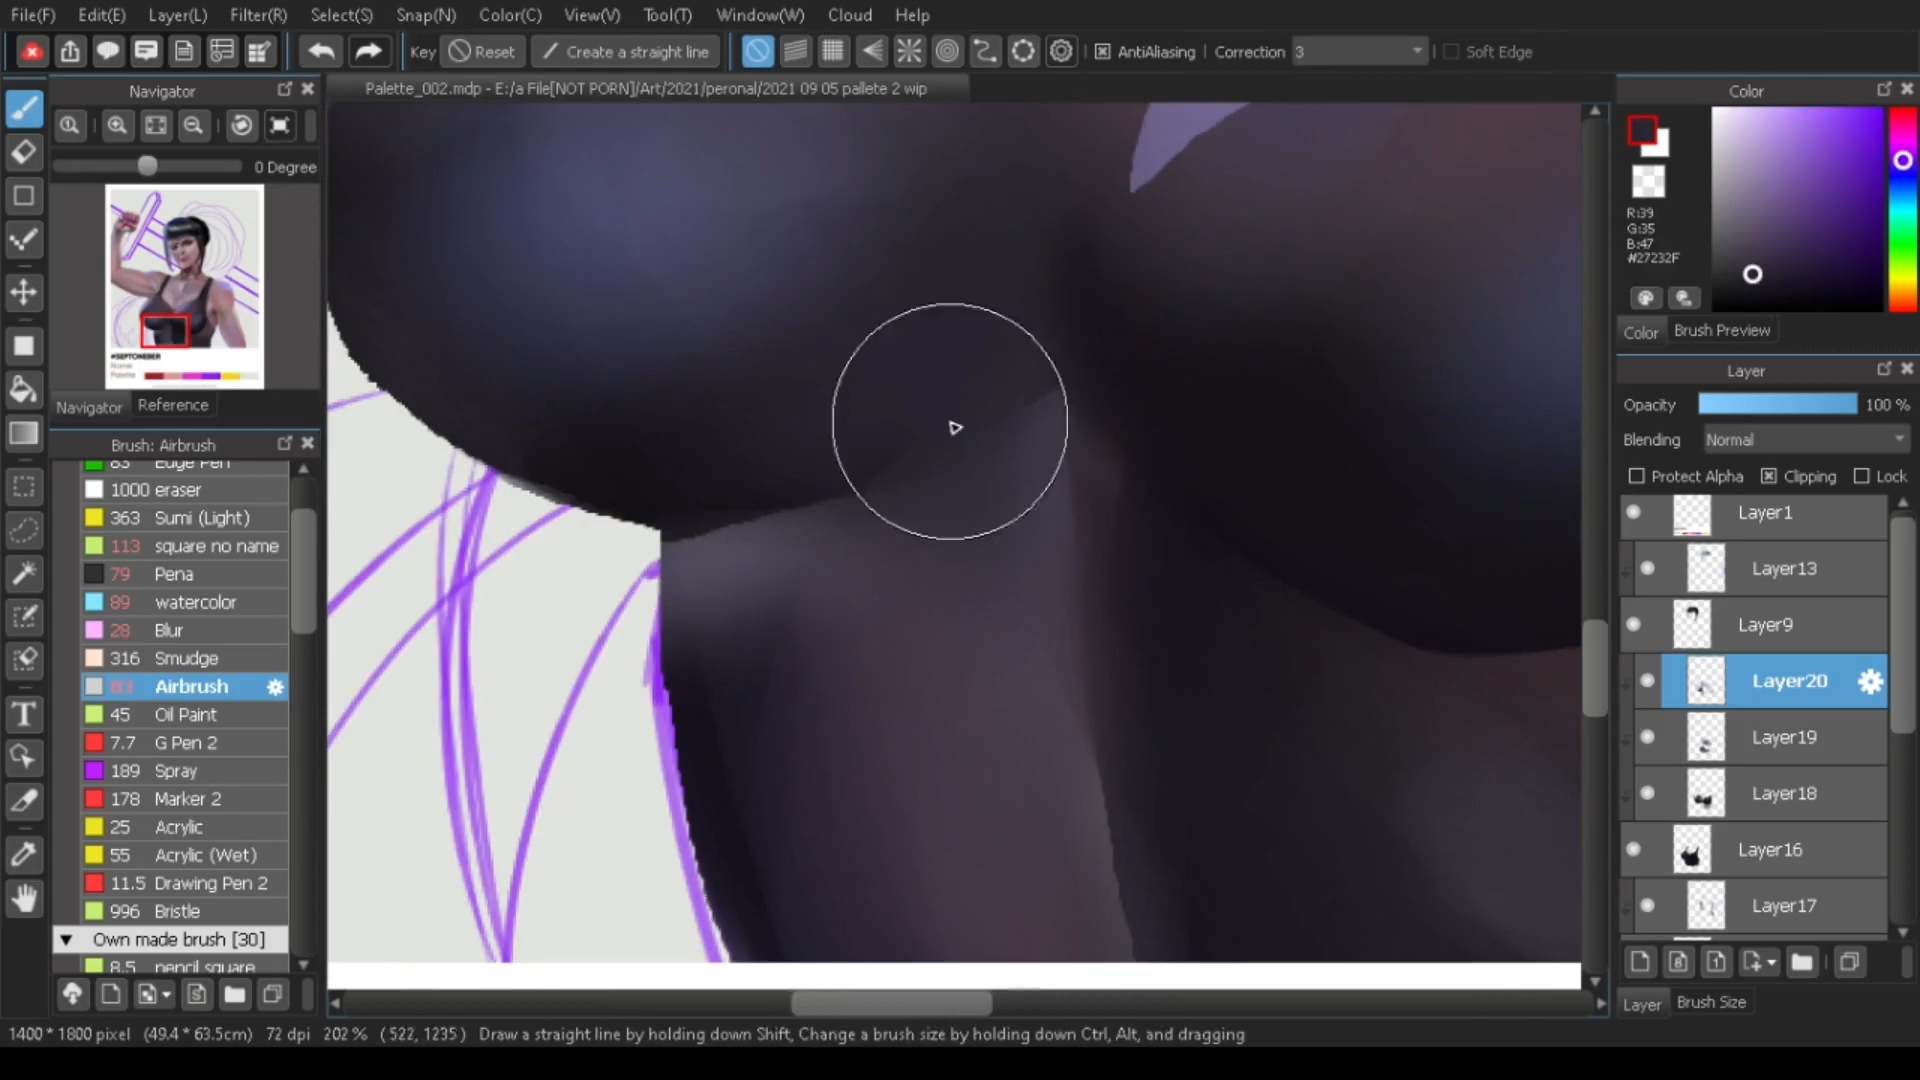 File(F) Edit(E) Layer(L) Filter(R) Select(S) Snap(N) Color(C) View(V) Tool(T) Window(W) Cloud Help
Key Reset Create a straight line AntiAliasing Correction 3 Soft Edge
Navigator
Palette_002.mdp - E:/a File[NOT PORN]/Art/2021/peronal/2021 09 05 pallete 2 wip
Color
0 Degree
#SEPTONEBER
Name
Palette
R:39
G:35
B:47
#27232F
Color Brush Preview
Navigator Reference
Layer
Opacity 100 %
Blending Normal
Protect Alpha Clipping Lock
Brush: Airbrush
83 Edge Pen
1000 eraser
363 Sumi (Light)
113 square no name
79 Pena
89 watercolor
28 Blur
316 Smudge
Airbrush
45 Oil Paint
7.7 G Pen 2
189 Spray
178 Marker 2
25 Acrylic
55 Acrylic (Wet)
11.5 Drawing Pen 2
996 Bristle
Own made brush [30]
8.5 pencil square
Layer1
Layer13
Layer9
Layer20
Layer19
Layer18
Layer16
Layer17
Layer Brush Size
1400 * 1800 pixel (49.4 * 63.5cm) 72 dpi 202 % ( 522, 1235 ) Draw a straight line by holding down Shift, Change a brush size by holding down Ctrl, Alt, and dragging